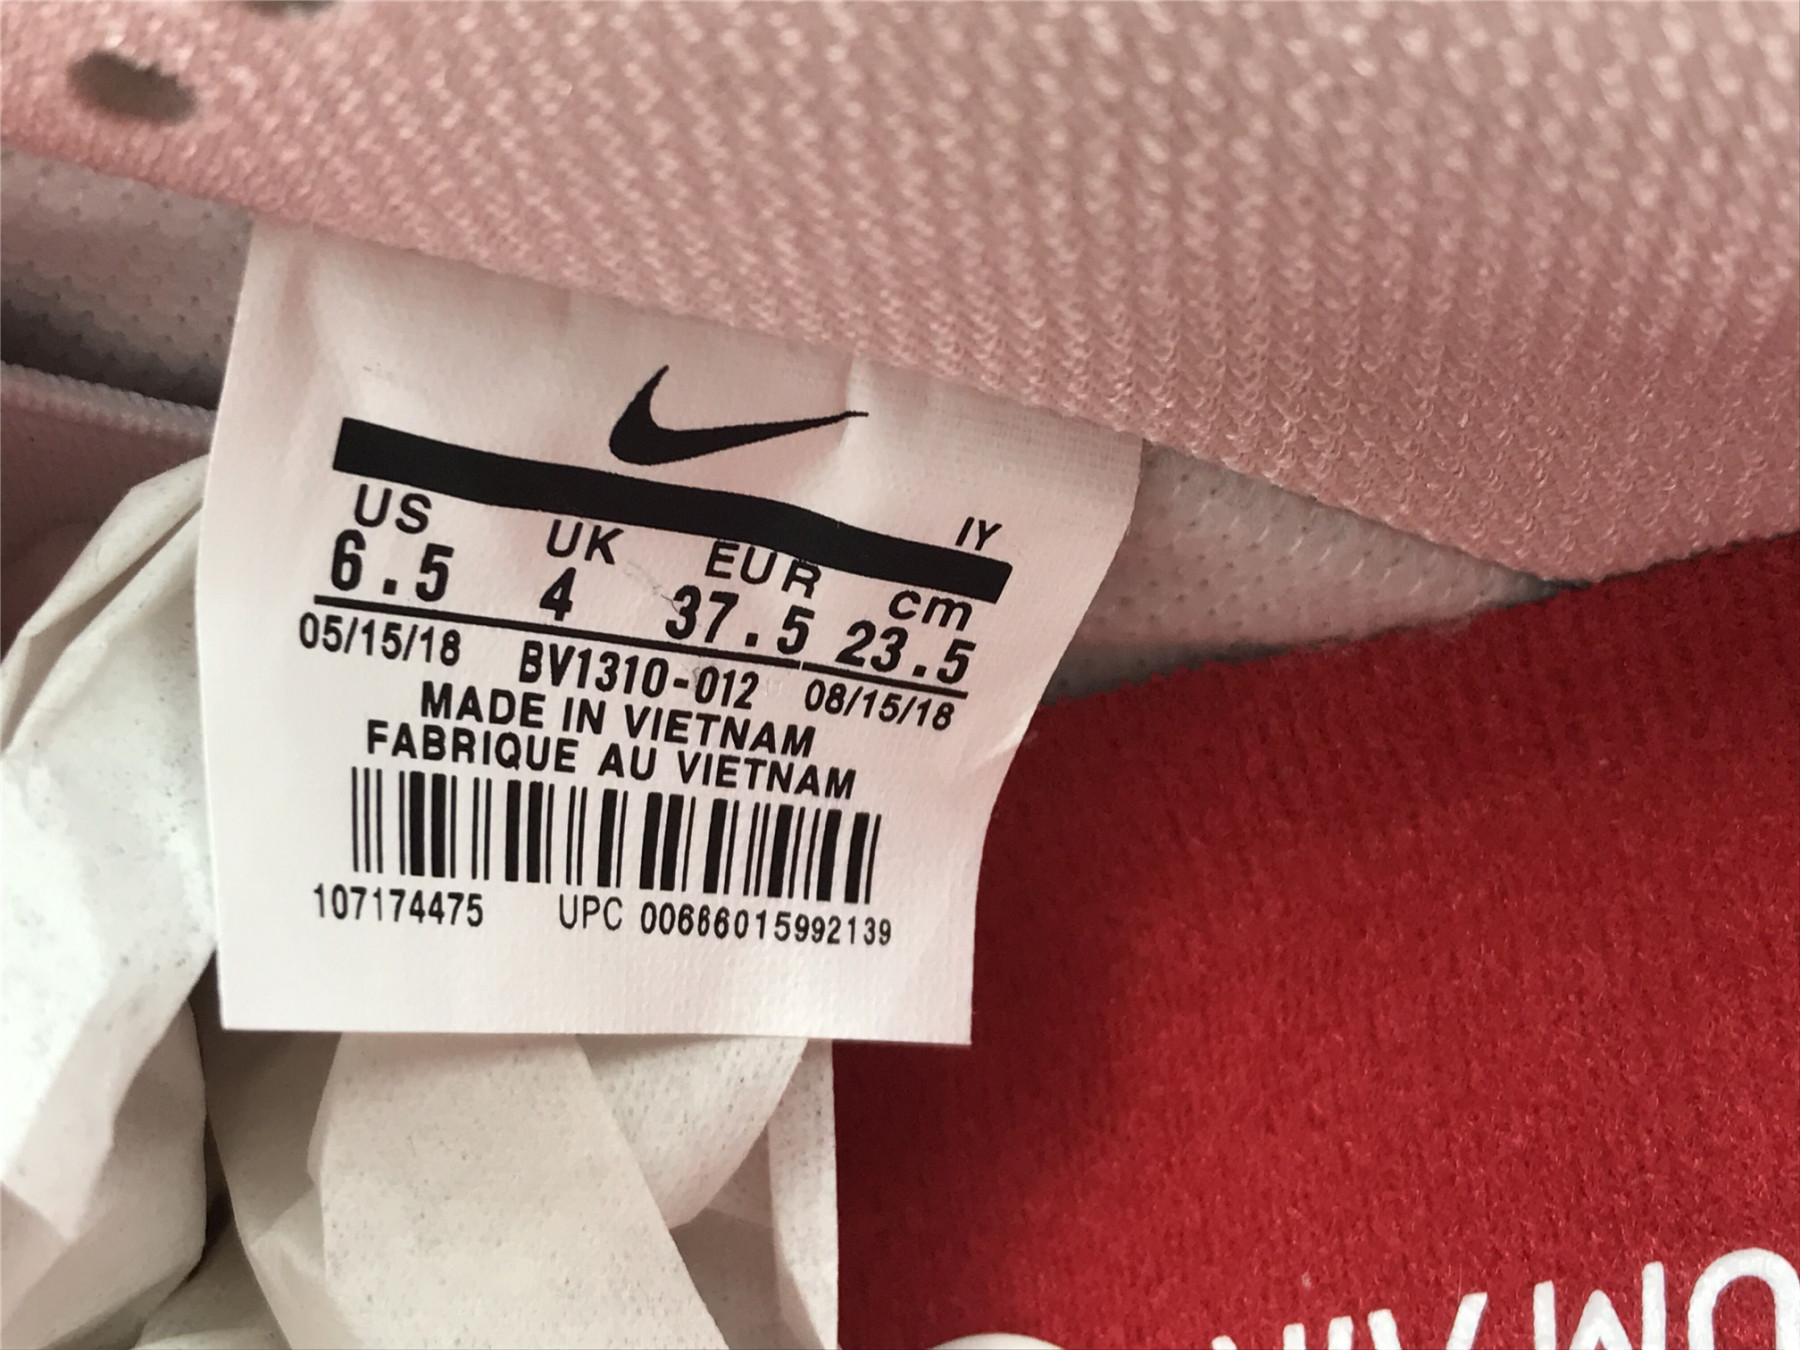 IY
US UK EUR cm
6.5 4 37.5 23.5
05/15/18 BV1310-012 08/15/18
MADE IN VIETNAM
FABRIQUE AU VIETNAM
107174475 UPC 00666015992139